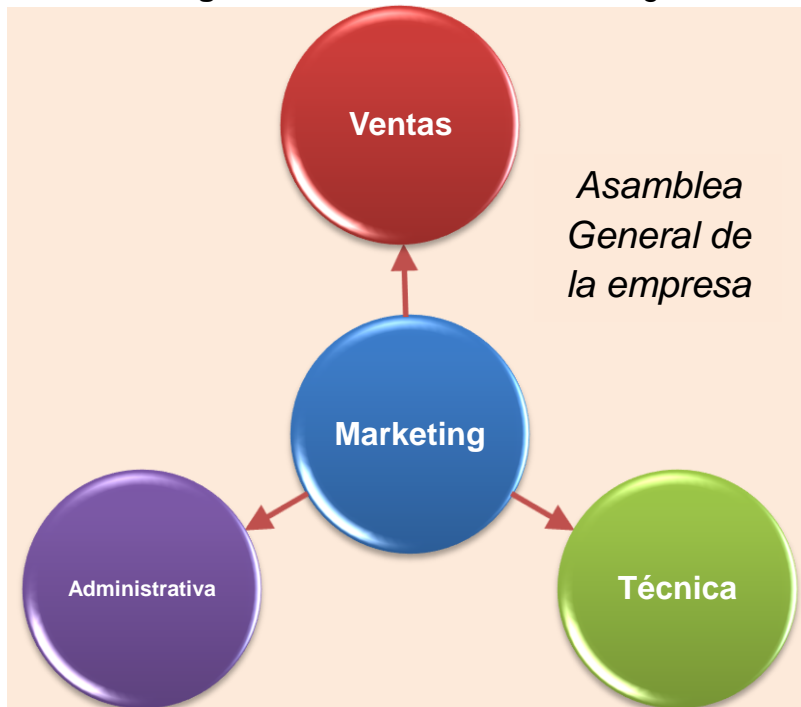 Ventas
Asamblea
General de
la empresa
Marketing
Administrativa
Técnica